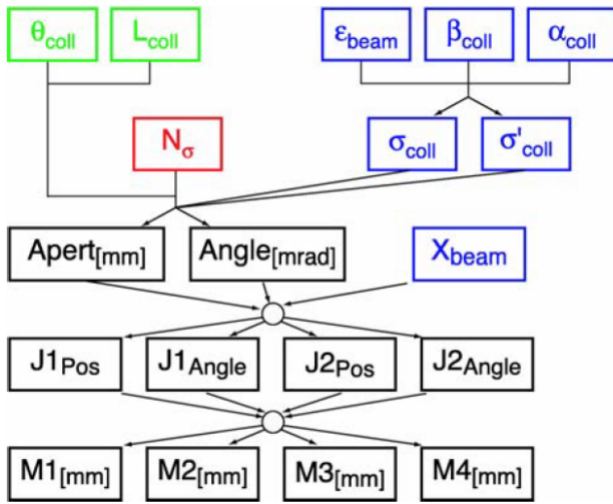 θcoll Lcoll εbeam βcoll αcoll
Nσ σcoll σ'coll
Apert[mm] Angle[mrad] Xbeam
J1Pos J1Angle J2Pos J2Angle
M1[mm] M2[mm] M3[mm] M4[mm]